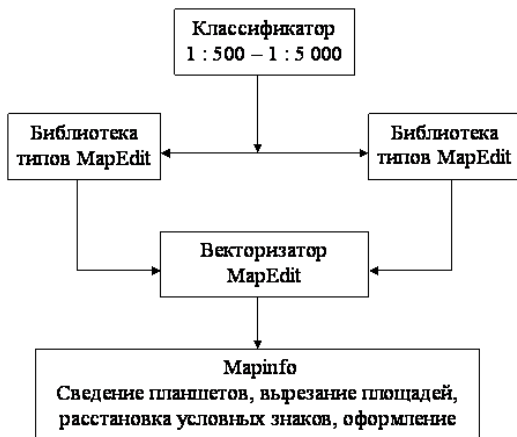 Классификатор
1 : 500 – 1 : 5 000
Библиотека
типов MapEdit
Библиотека
типов MapEdit
Векторизатор
MapEdit
Mapinfo
Сведение планшетов, вырезание площадей,
расстановка условных знаков, оформление